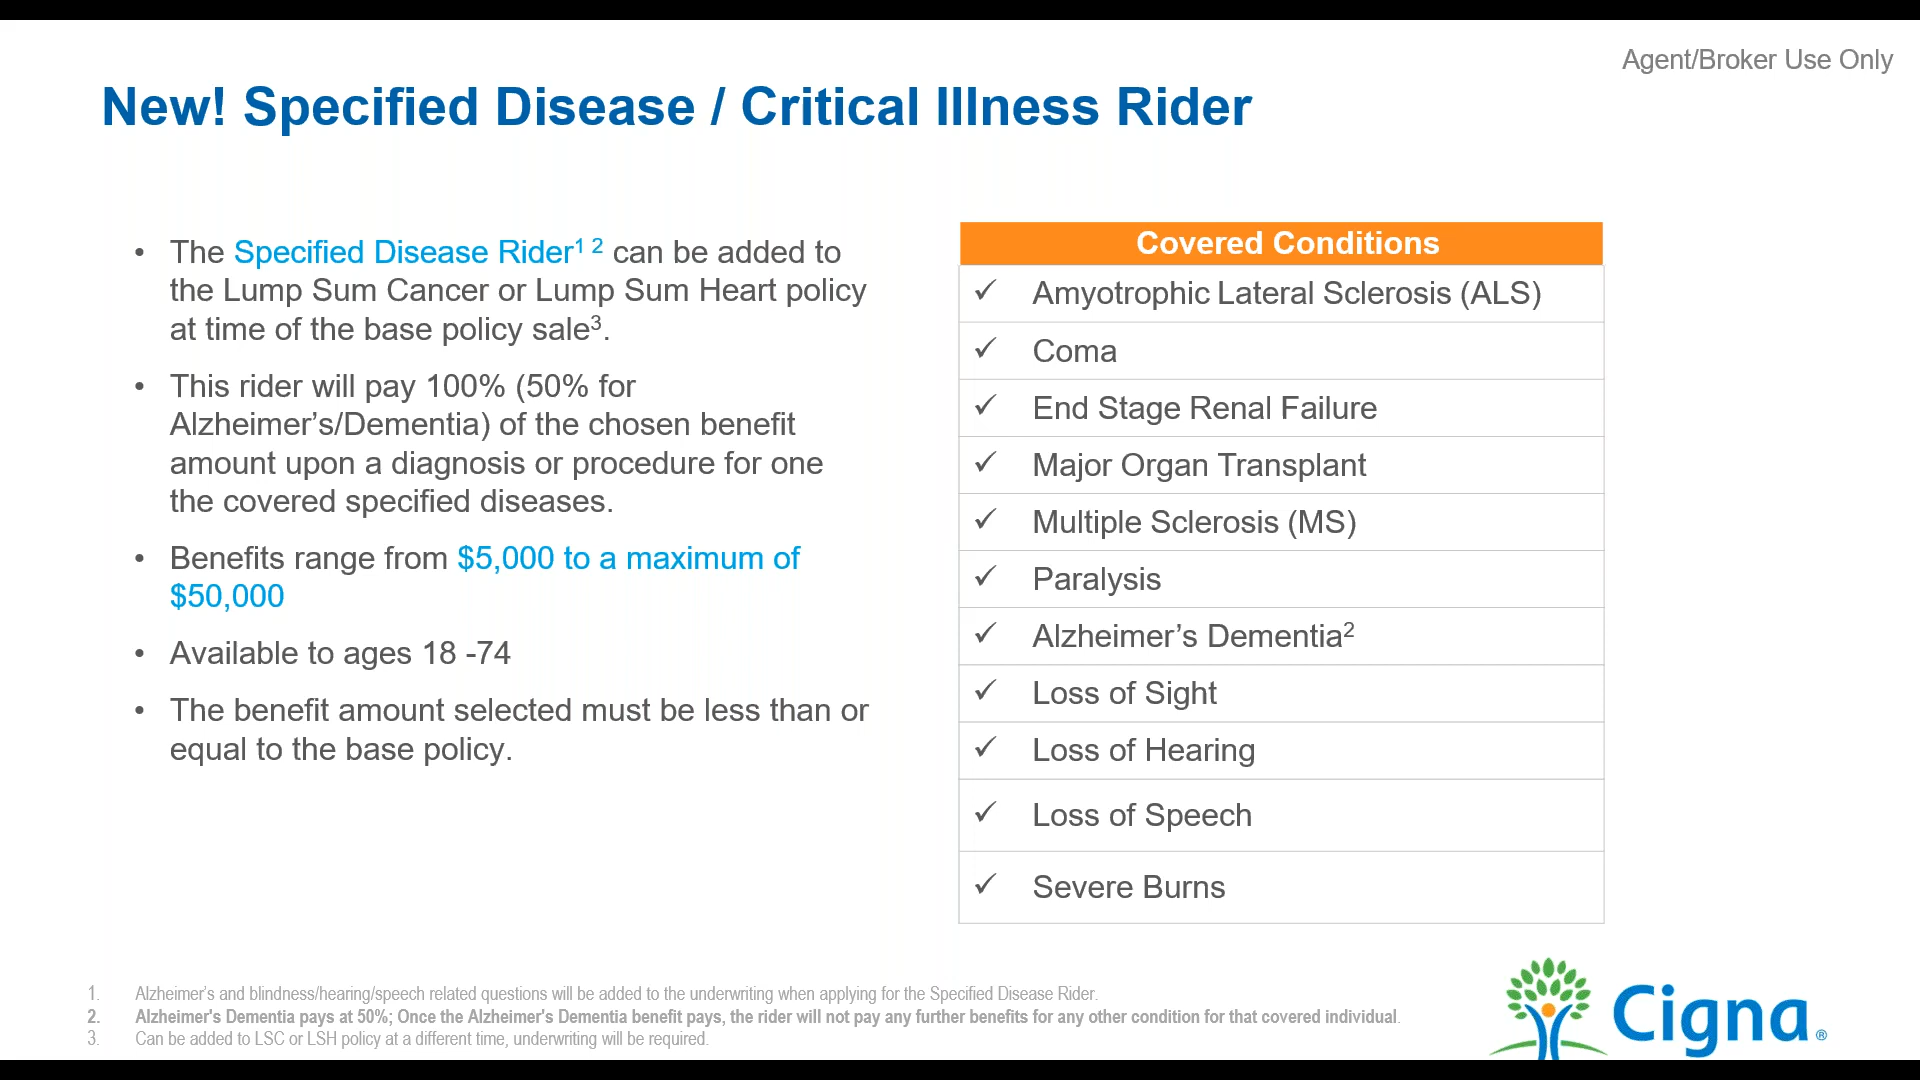 Agent/Broker Use Only
New! Specified Disease / Critical Illness Rider
• The Specified Disease Rider¹ ² can be added to
the Lump Sum Cancer or Lump Sum Heart policy
at time of the base policy sale³.
• This rider will pay 100% (50% for
Alzheimer’s/Dementia) of the chosen benefit
amount upon a diagnosis or procedure for one
the covered specified diseases.
• Benefits range from $5,000 to a maximum of
$50,000
• Available to ages 18 -74
• The benefit amount selected must be less than or
equal to the base policy.
Covered Conditions
✓ Amyotrophic Lateral Sclerosis (ALS)
✓ Coma
✓ End Stage Renal Failure
✓ Major Organ Transplant
✓ Multiple Sclerosis (MS)
✓ Paralysis
✓ Alzheimer’s Dementia²
✓ Loss of Sight
✓ Loss of Hearing
✓ Loss of Speech
✓ Severe Burns
1. Alzheimer’s and blindness/hearing/speech related questions will be added to the underwriting when applying for the Specified Disease Rider.
2. Alzheimer's Dementia pays at 50%; Once the Alzheimer's Dementia benefit pays, the rider will not pay any further benefits for any other condition for that covered individual.
3. Can be added to LSC or LSH policy at a different time, underwriting will be required.
Cigna®